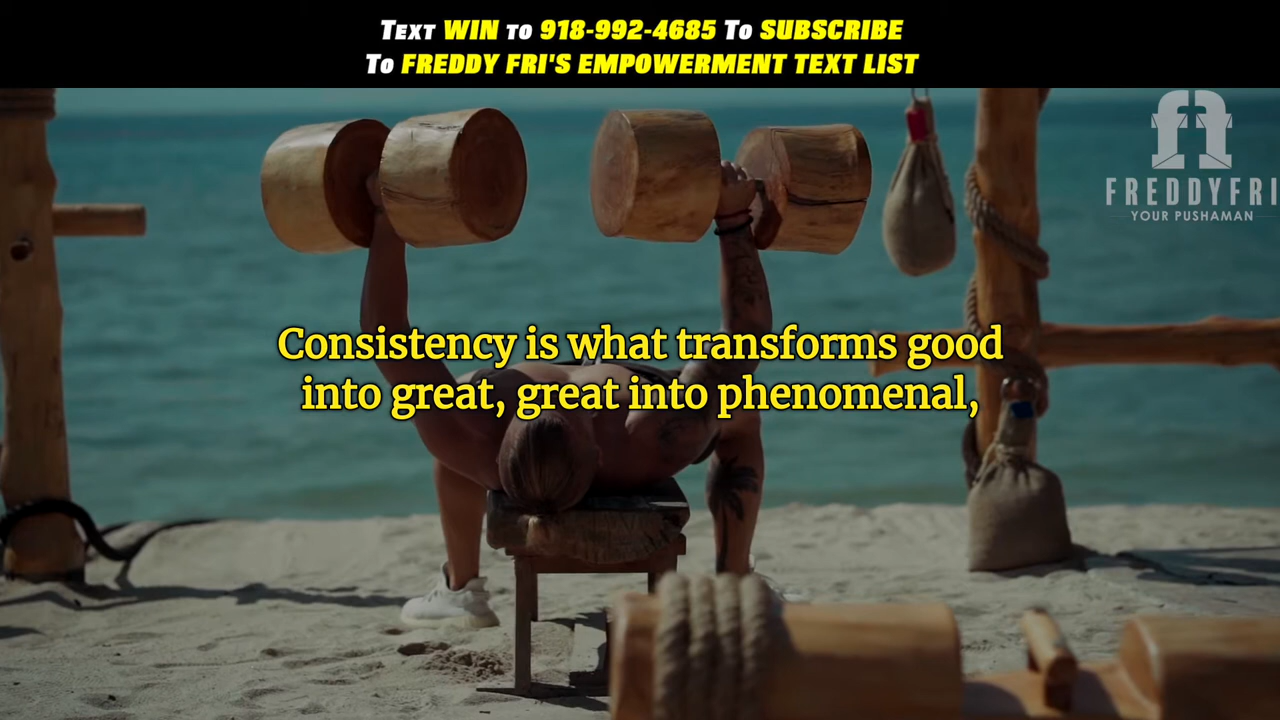 Text WIN to 918-992-4685 To SUBSCRIBE
To FREDDY FRI'S EMPOWERMENT TEXT LIST
FREDDYFRI
YOUR PUSHAMAN
Consistency is what transforms good
into great, great into phenomenal,